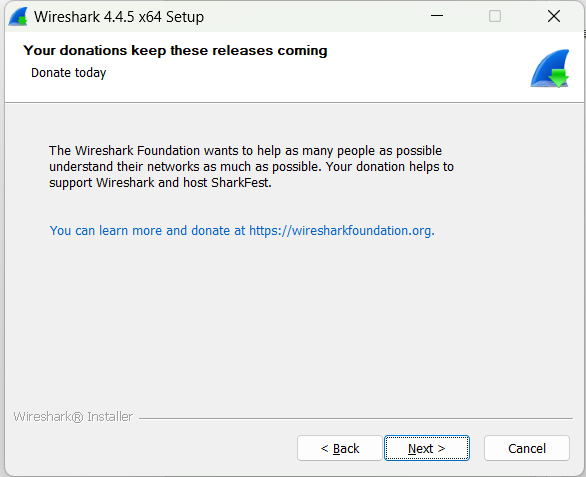 Wireshark 4.4.5 x64 Setup
Your donations keep these releases coming
Donate today
The Wireshark Foundation wants to help as many people as possible
understand their networks as much as possible. Your donation helps to
support Wireshark and host SharkFest.
You can learn more and donate at https://wiresharkfoundation.org.
Wireshark® Installer
< Back
Next >
Cancel